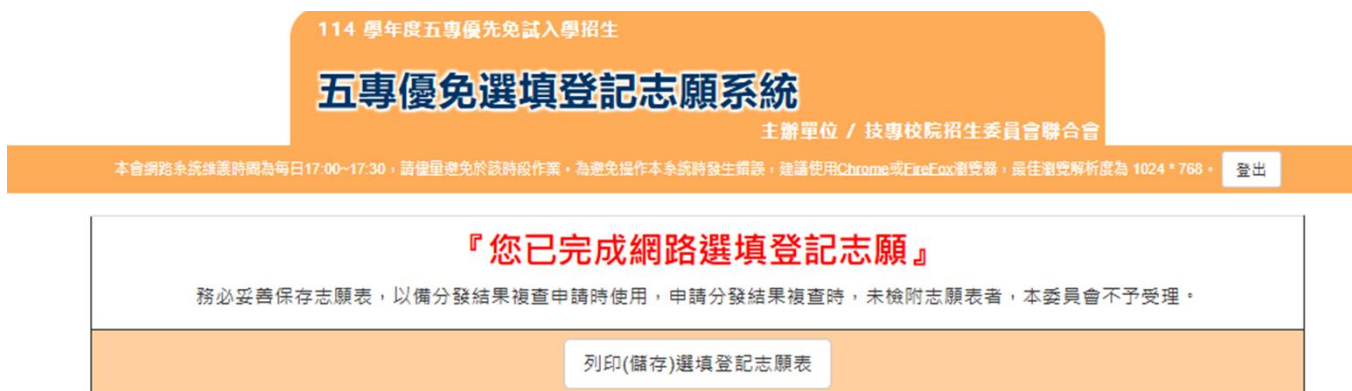 114 學年度五專優先免試入學招生
五專優免選填登記志願系統
主辦單位 / 技專校院招生委員會聯合會
本會網路系統維護時間為每日17:00~17:30，請儘量避免於該時段作業。為避免操作本系統時發生錯誤，建議使用Chrome或FireFox瀏覽器，最佳瀏覽解析度為 1024 * 768。 登出
『您已完成網路選填登記志願』
務必妥善保存志願表，以備分發結果複查申請時使用，申請分發結果複查時，未檢附志願表者，本委員會不予受理。
列印(儲存)選填登記志願表